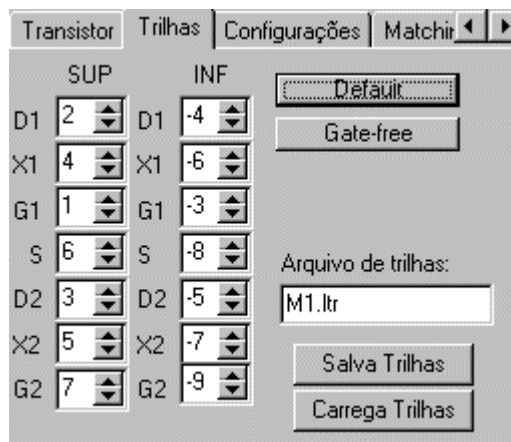 Transistor Trilhas Configurações Matchir
SUP INF
Default
D1 2 D1 -4
Gate-free
X1 4 X1 -6
G1 1 G1 -3
S 6 S -8
Arquivo de trilhas:
D2 3 D2 -5
M1.ltr
X2 5 X2 -7
Salva Trilhas
G2 7 G2 -9
Carrega Trilhas